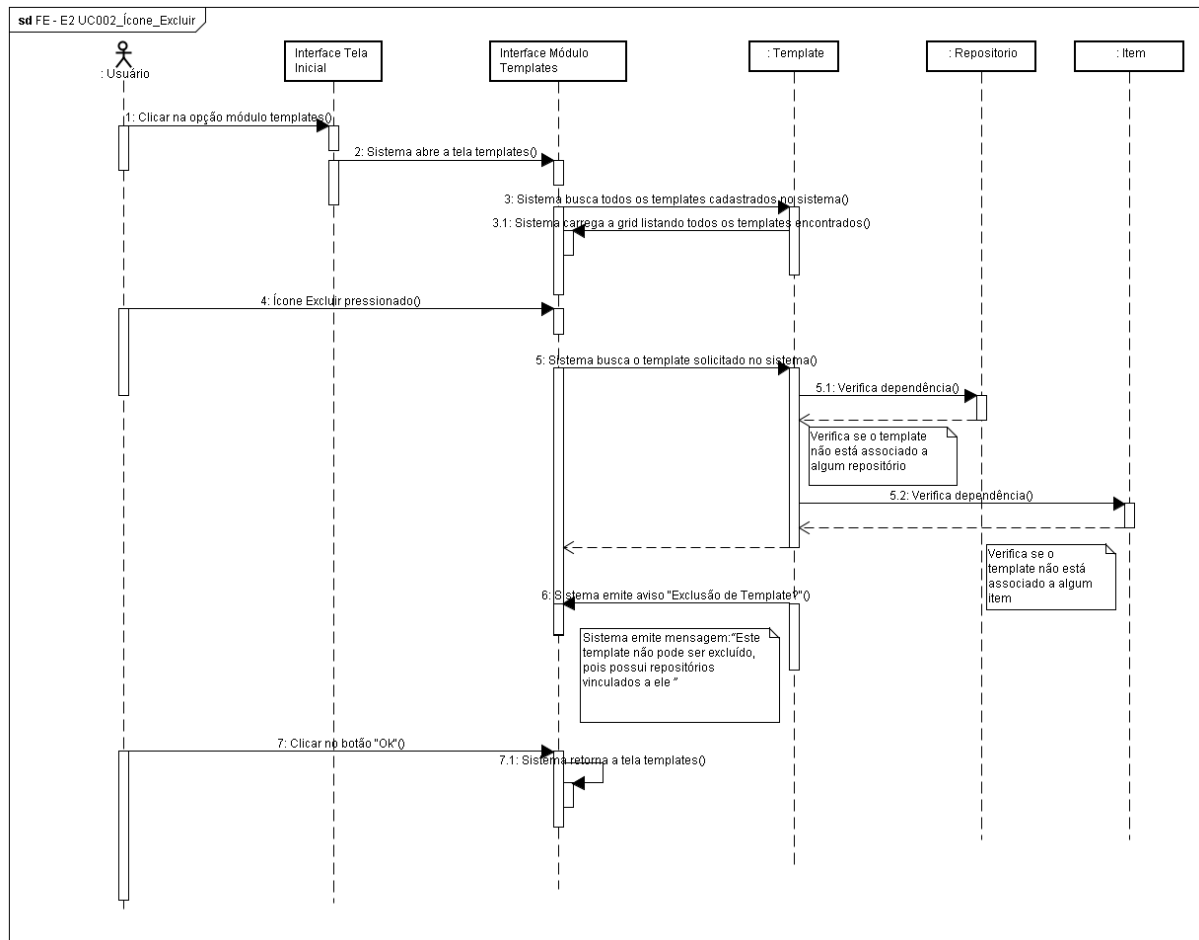 sd FE - E2 UC002_Ícone_Excluir
: Usuário
Interface Tela
Inicial
Interface Módulo
Templates
: Template
: Repositorio
: Item
1: Clicar na opção módulo templates()
2: Sistema abre a tela templates()
3: Sistema busca todos os templates cadastrados no sistema()
3.1: Sistema carrega a grid listando todos os templates encontrados()
4: Ícone Excluir pressionado()
5: Sistema busca o template solicitado no sistema()
5.1: Verifica dependência()
Verifica se o template
não está associado a
algum repositório
5.2: Verifica dependência()
Verifica se o
template não está
associado a algum
item
6: Sistema emite aviso "Exclusão de Template?"()
Sistema emite mensagem:"Este
template não pode ser excluído,
pois possui repositórios
vinculados a ele "
7: Clicar no botão "Ok"()
7.1: Sistema retorna a tela templates()